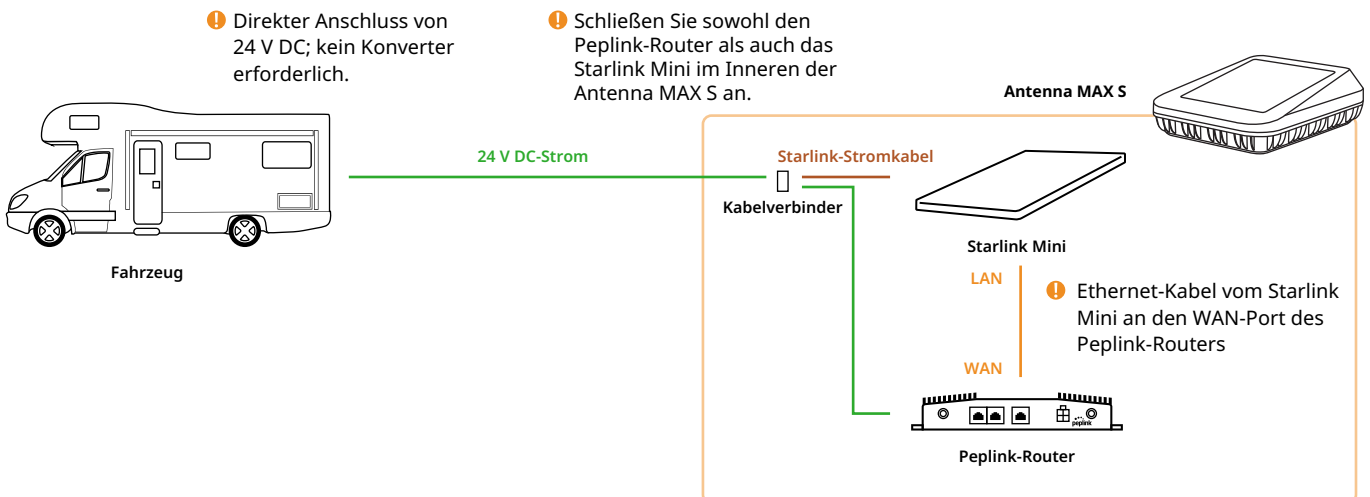 Direkter Anschluss von
24 V DC; kein Konverter
erforderlich.
Schließen Sie sowohl den
Peplink-Router als auch das
Starlink Mini im Inneren der
Antenna MAX S an.
Antenna MAX S
24 V DC-Strom
Starlink-Stromkabel
Kabelverbinder
Fahrzeug
Starlink Mini
LAN
Ethernet-Kabel vom Starlink
Mini an den WAN-Port des
Peplink-Routers
WAN
peplink
Peplink-Router